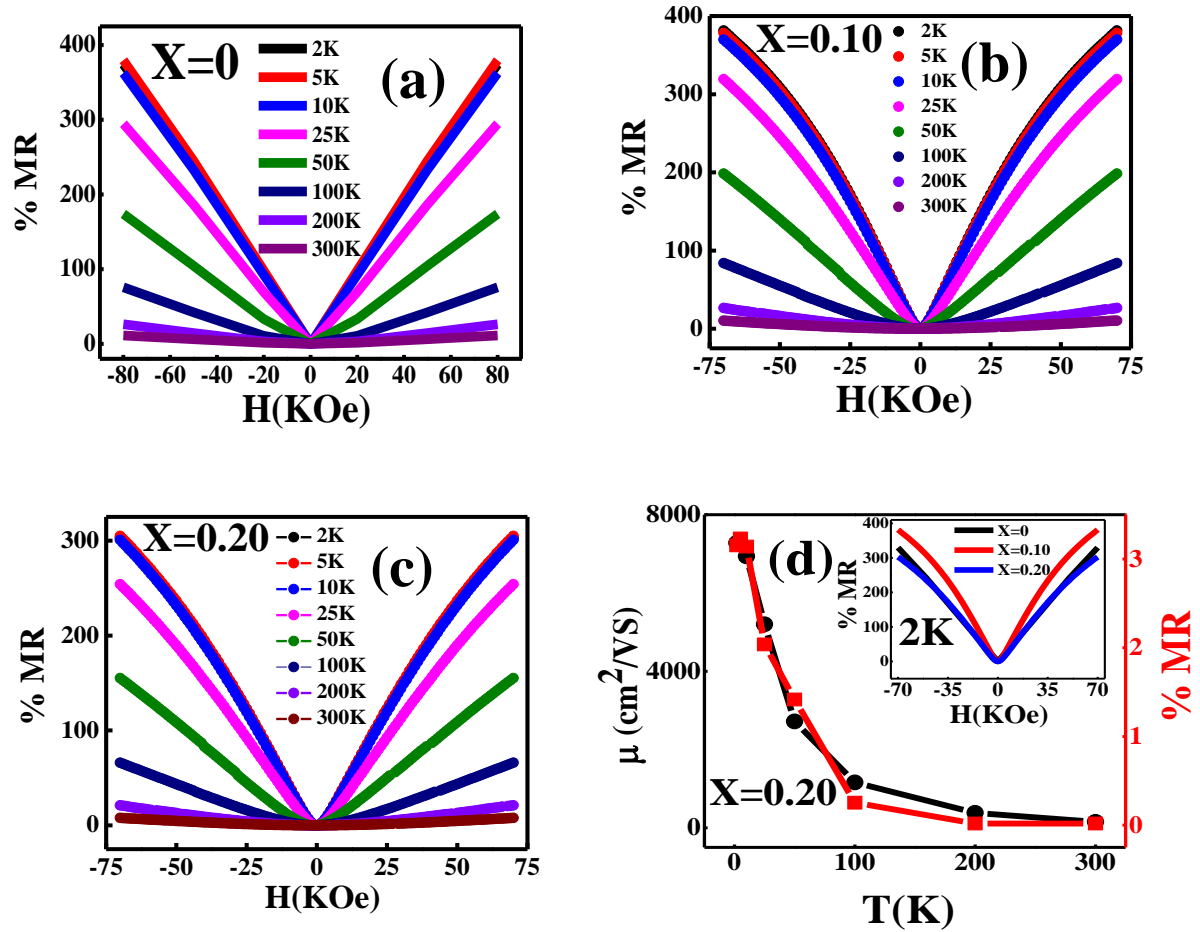 X=0
(a)
2K
5K
10K
25K
50K
100K
200K
300K
400
300
200
100
0
% MR
-80 -60 -40 -20 0 20 40 60 80
H(KOe)
X=0.10
(b)
2K
5K
10K
25K
50K
100K
200K
300K
400
300
200
100
0
% MR
-75 -50 -25 0 25 50 75
H(KOe)
X=0.20
(c)
2K
5K
10K
25K
50K
100K
200K
300K
300
200
100
0
% MR
-75 -50 -25 0 25 50 75
H(KOe)
(d)
8000
4000
0
μ (cm²/VS)
X=0.20
0 100 200 300
T(K)
3
2
1
0
% MR
X=0
X=0.10
X=0.20
2K
400
300
200
100
0
% MR
-70 -35 0 35 70
H(KOe)